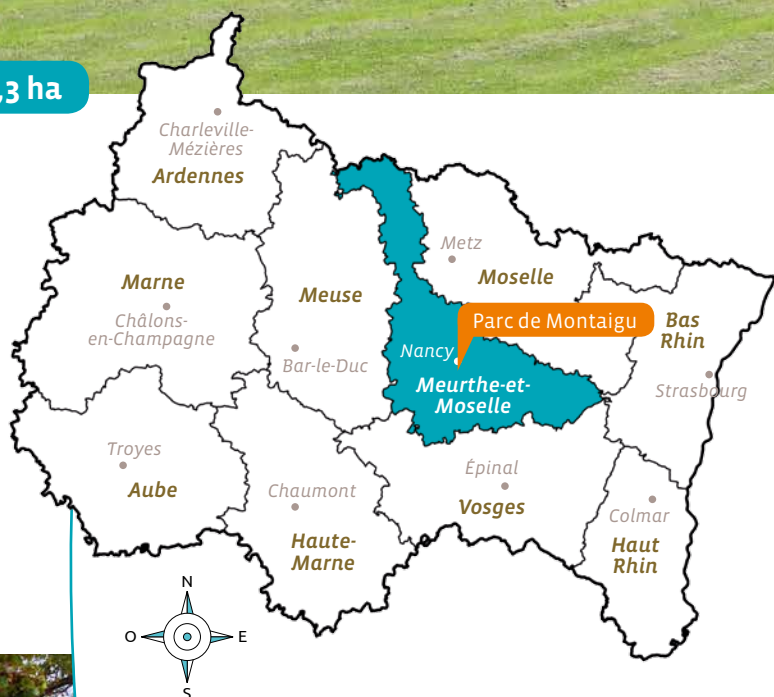 ,3 ha
Charleville-
Mézières
Ardennes
Metz
Moselle
Marne
Meuse
Parc de Montaigu
Bas
Rhin
Châlons-
en-Champagne
Nancy
Bar-le-Duc
Meurthe-et-
Moselle
Strasbourg
Troyes
Aube
Épinal
Vosges
Chaumont
Haute-
Marne
Colmar
Haut
Rhin
N
O
E
S